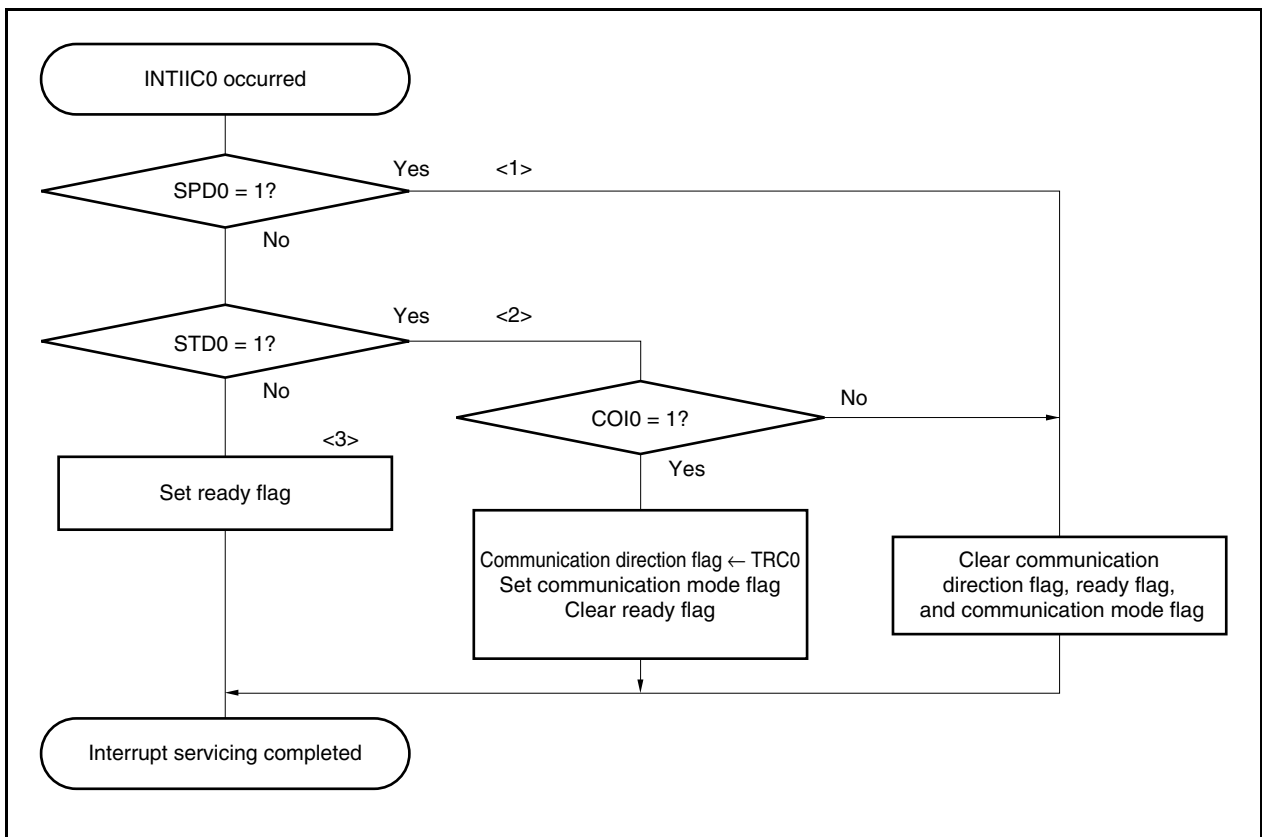 INTIIC0 occurred
Yes
<1>
SPD0 = 1?
No
Yes
<2>
STD0 = 1?
No
COI0 = 1?
No
Yes
<3>
Set ready flag
Communication direction flag ← TRC0
Set communication mode flag
Clear ready flag
Clear communication
direction flag, ready flag,
and communication mode flag
Interrupt servicing completed